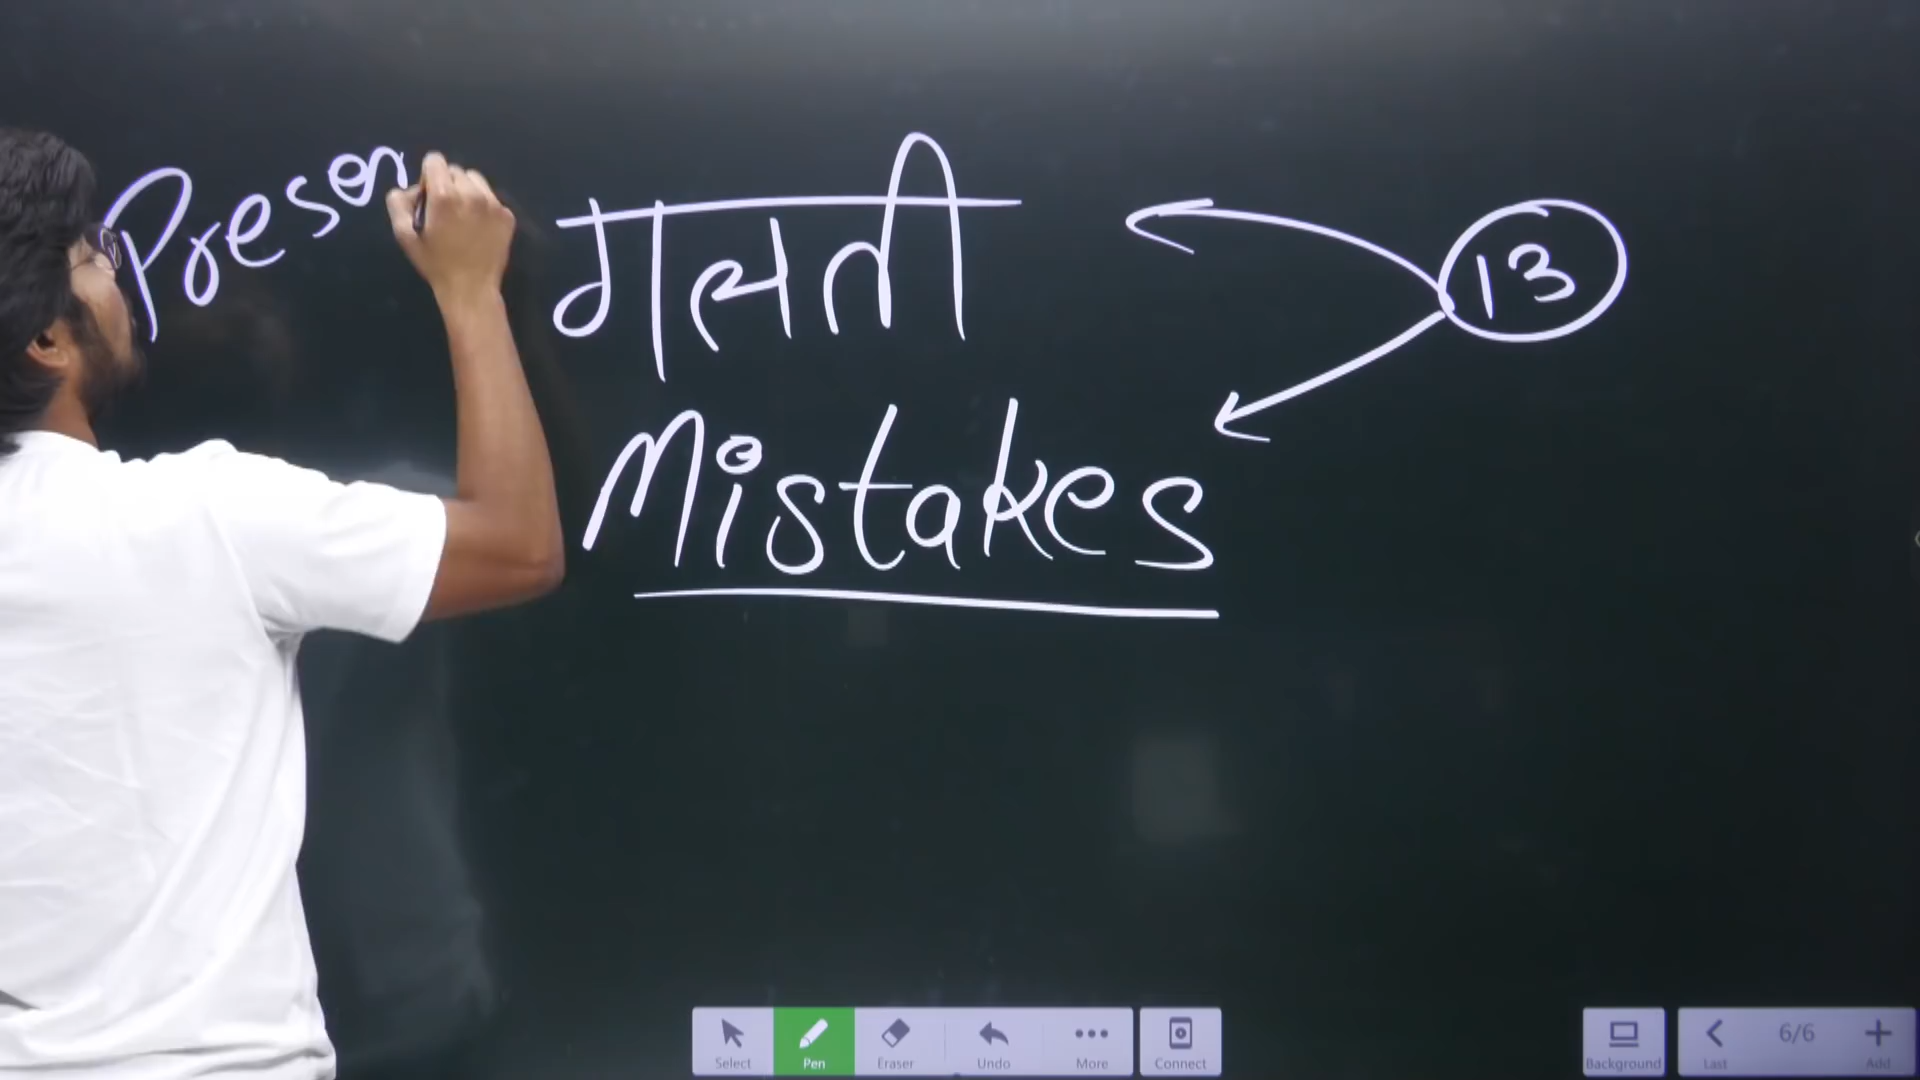 Presen
गलती
13
Mistakes
Select Pen Eraser Undo More Connect Background Last 6/6 Add